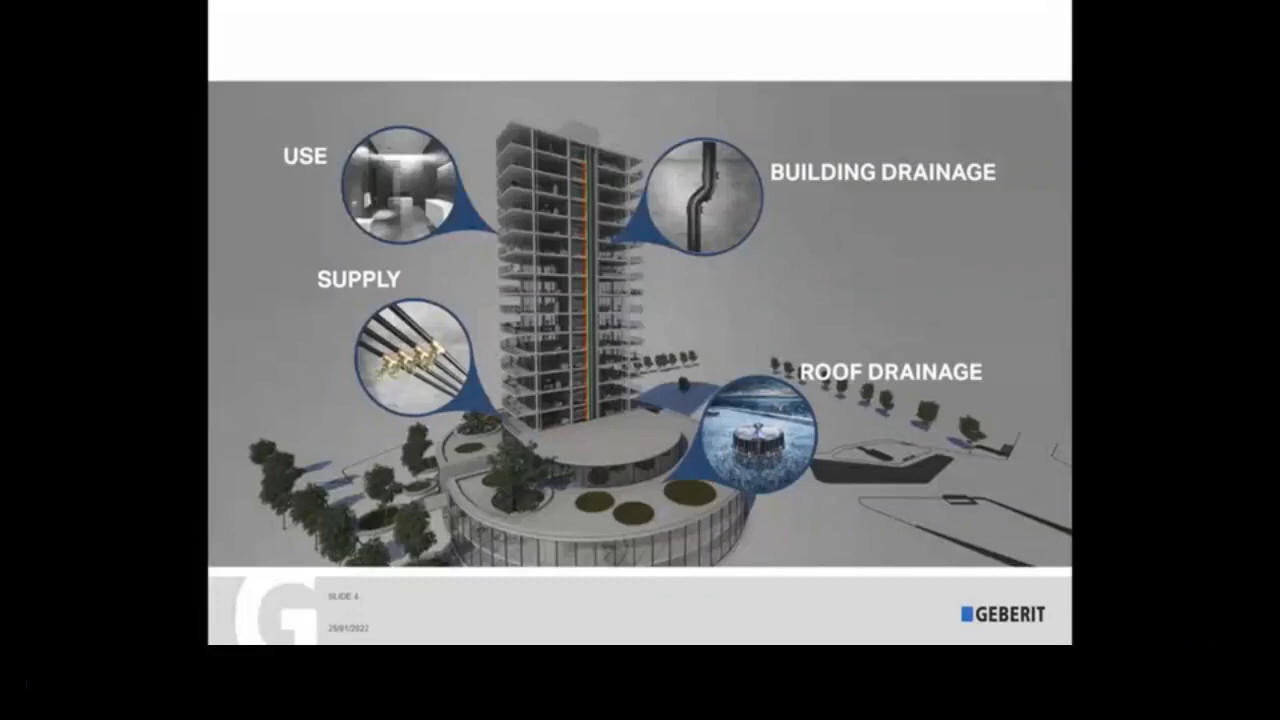 USE
BUILDING DRAINAGE
SUPPLY
ROOF DRAINAGE
G
SLIDE 4
25/01/2022
GEBERIT